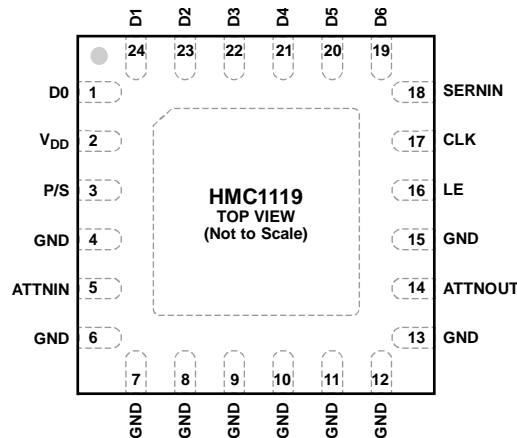 D1 D2 D3 D4 D5 D6
24 23 22 21 20 19
D0 1
VDD 2
P/S 3
GND 4
ATTNIN 5
GND 6
HMC1119
TOP VIEW
(Not to Scale)
18 SERNIN
17 CLK
16 LE
15 GND
14 ATTNOUT
13 GND
7 8 9 10 11 12
GND GND GND GND GND GND